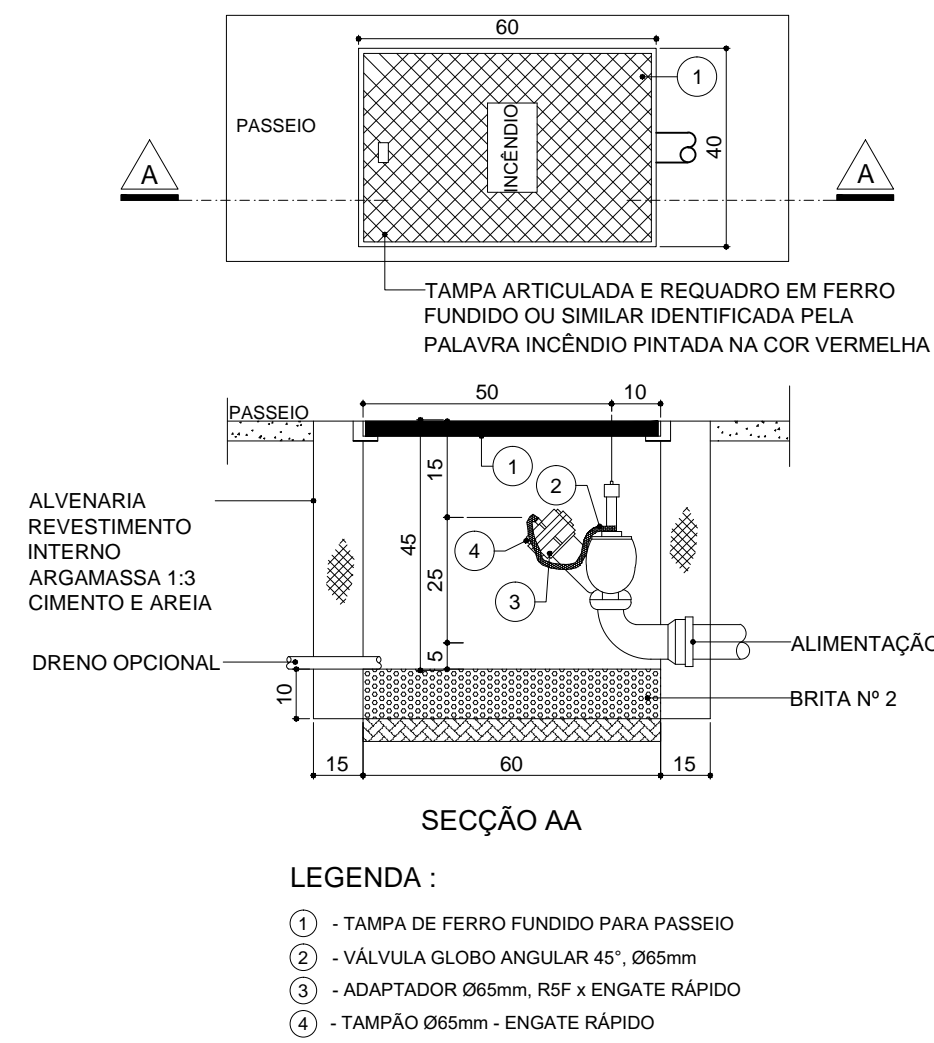 60
1
PASSEIO
INCÊNDIO
40
A
A
TAMPA ARTICULADA E REQUADRO EM FERRO
FUNDIDO OU SIMILAR IDENTIFICADA PELA
PALAVRA INCÊNDIO PINTADA NA COR VERMELHA
50
10
PASSEIO
15
1
2
ALVENARIA
REVESTIMENTO
INTERNO
ARGAMASSA 1:3
CIMENTO E AREIA
45
4
25
3
5
ALIMENTAÇÃO
DRENO OPCIONAL
10
BRITA Nº 2
15
60
15
SECÇÃO AA
LEGENDA :
1 - TAMPA DE FERRO FUNDIDO PARA PASSEIO
2 - VÁLVULA GLOBO ANGULAR 45°, Ø65mm
3 - ADAPTADOR Ø65mm, R5F x ENGATE RÁPIDO
4 - TAMPÃO Ø65mm - ENGATE RÁPIDO